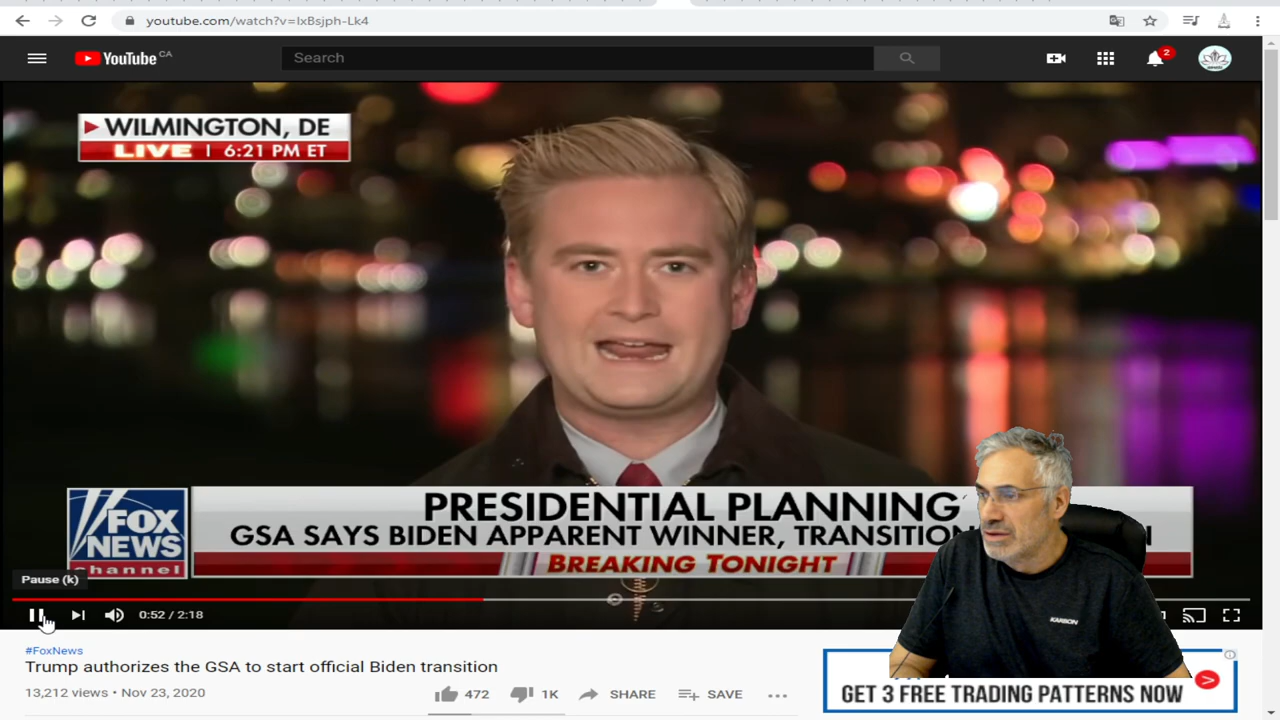 youtube.com/watch?v=IxBsjph-Lk4
YouTube CA
Search
2
WILMINGTON, DE
LIVE | 6:21 PM ET
PRESIDENTIAL PLANNING
GSA SAYS BIDEN APPARENT WINNER, TRANSITION
BREAKING TONIGHT
FOX
NEWS
channel
KARBON
Pause (k)
0:52 / 2:18
#FoxNews
Trump authorizes the GSA to start official Biden transition
13,212 views • Nov 23, 2020
472
1K
SHARE
SAVE
GET 3 FREE TRADING PATTERNS NOW